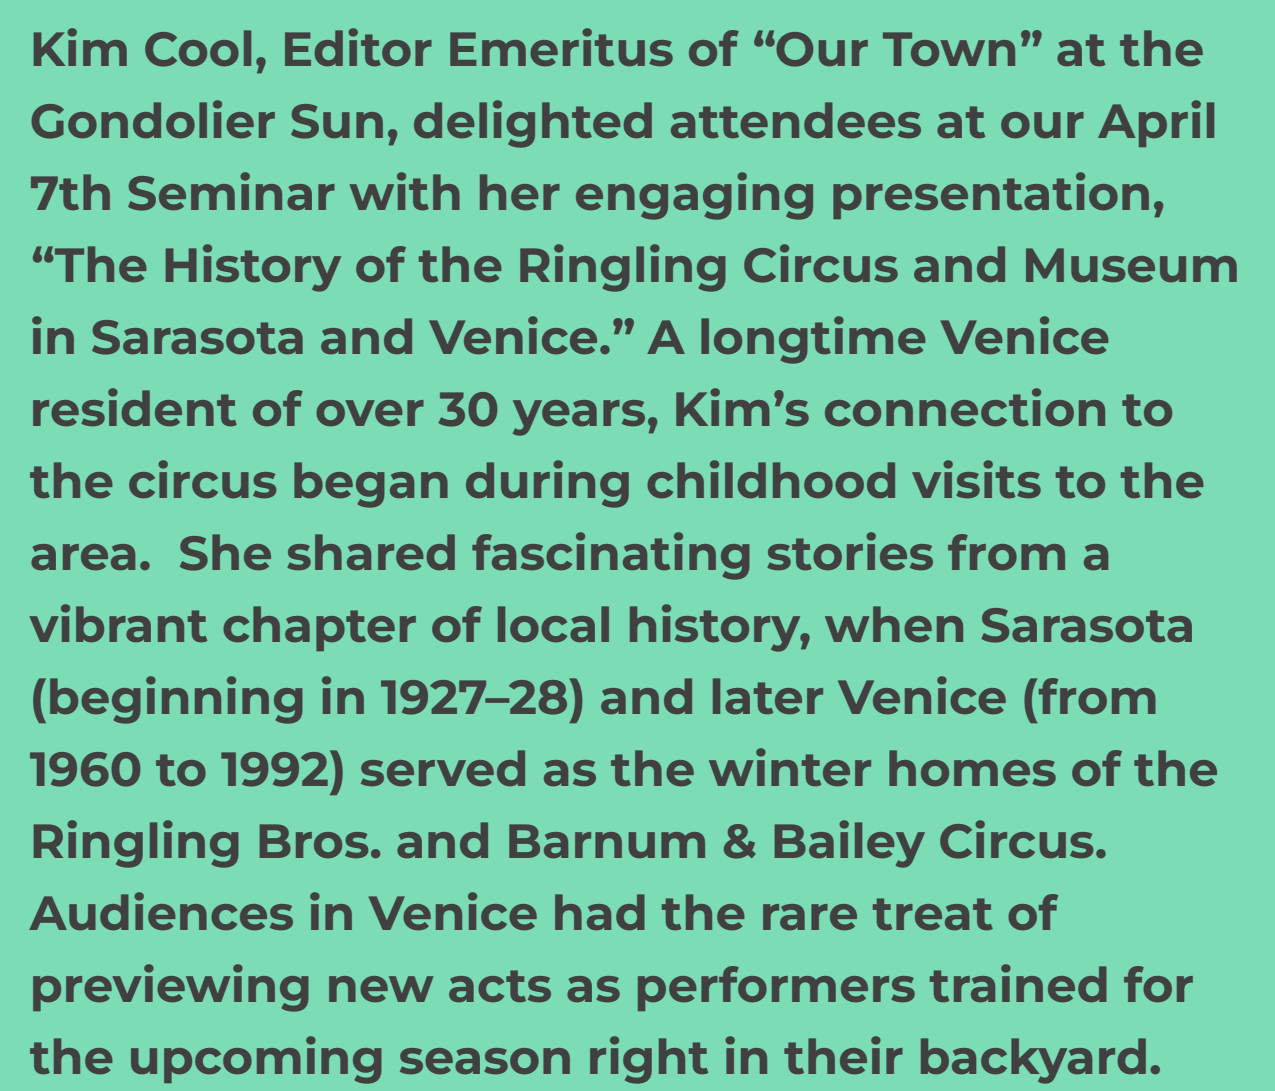 Kim Cool, Editor Emeritus of “Our Town” at the
Gondolier Sun, delighted attendees at our April
7th Seminar with her engaging presentation,
“The History of the Ringling Circus and Museum
in Sarasota and Venice.” A longtime Venice
resident of over 30 years, Kim’s connection to
the circus began during childhood visits to the
area.  She shared fascinating stories from a
vibrant chapter of local history, when Sarasota
(beginning in 1927–28) and later Venice (from
1960 to 1992) served as the winter homes of the
Ringling Bros. and Barnum & Bailey Circus.
Audiences in Venice had the rare treat of
previewing new acts as performers trained for
the upcoming season right in their backyard.